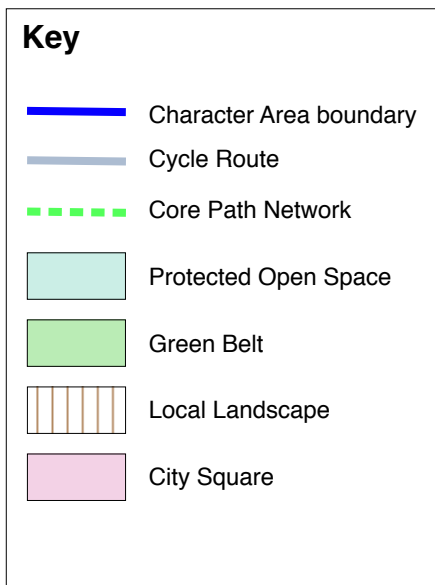 Key
Character Area boundary
Cycle Route
Core Path Network
Protected Open Space
Green Belt
Local Landscape
City Square